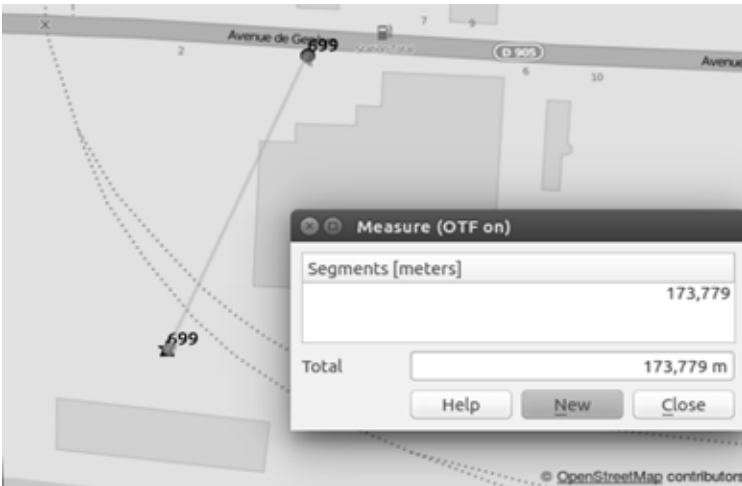 7
9
Avenue de
699
D 905
2
6
10
Avenue
Measure (OTF on)
Segments [meters]
173,779
699
Total
173,779 m
Help
New
Close
© OpenStreetMap contributors